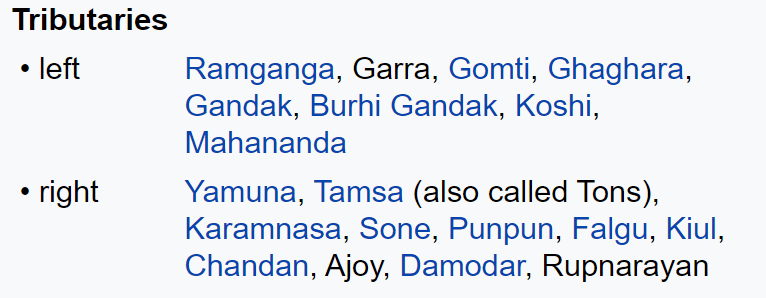 Tributaries
• left Ramganga, Garra, Gomti, Ghaghara,
Gandak, Burhi Gandak, Koshi,
Mahananda
• right Yamuna, Tamsa (also called Tons),
Karamnasa, Sone, Punpun, Falgu, Kiul,
Chandan, Ajoy, Damodar, Rupnarayan